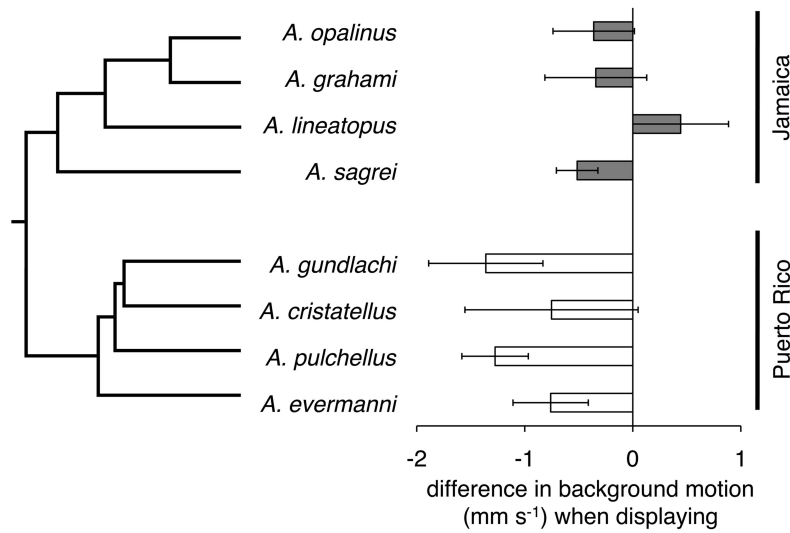 A. opalinus
A. grahami
A. lineatopus
A. sagrei
Jamaica
A. gundlachi
A. cristatellus
A. pulchellus
A. evermanni
Puerto Rico
-2 -1 0 1
difference in background motion
(mm s⁻¹) when displaying